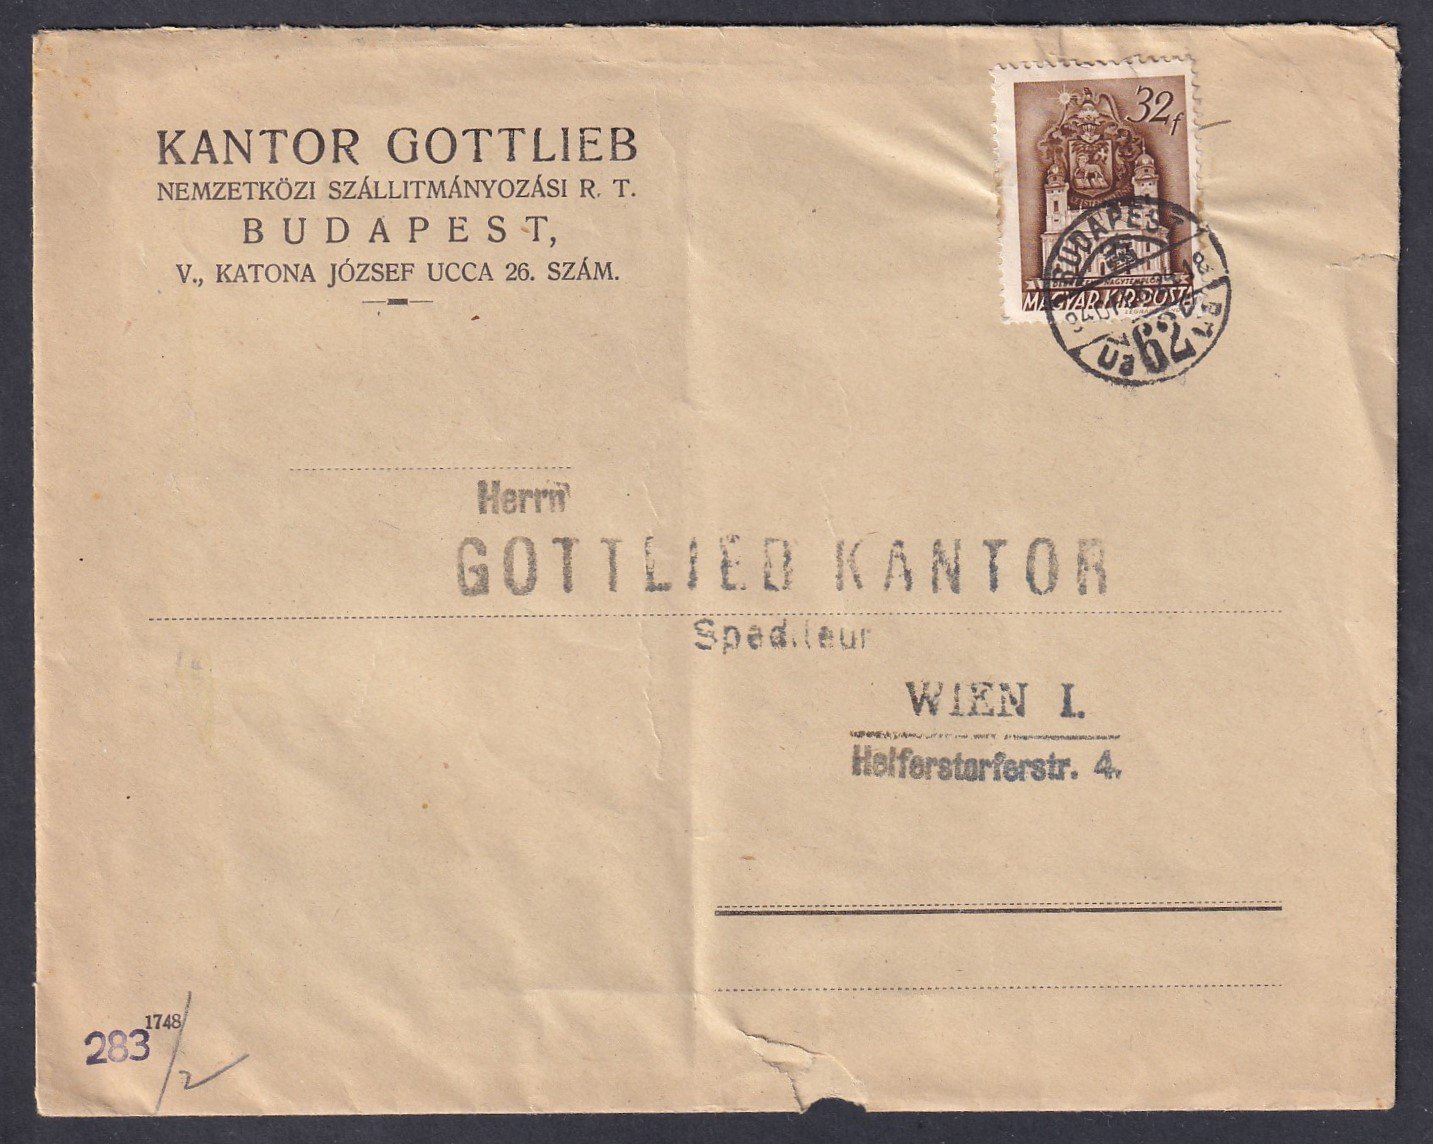 KANTOR GOTTLIEB
NEMZETKÖZI SZÁLLITMÁNYOZÁSI R. T.
BUDAPEST,
V., KATONA JÓZSEF UCCA 26. SZÁM.
32f
NAGYTEMPLOM
MAGYAR KIR. POSTA
BUDAPEST
62
Herrn
GOTTLIEB KANTOR
Spediteur
WIEN I.
Helferstorferstr. 4.
1748
283
2